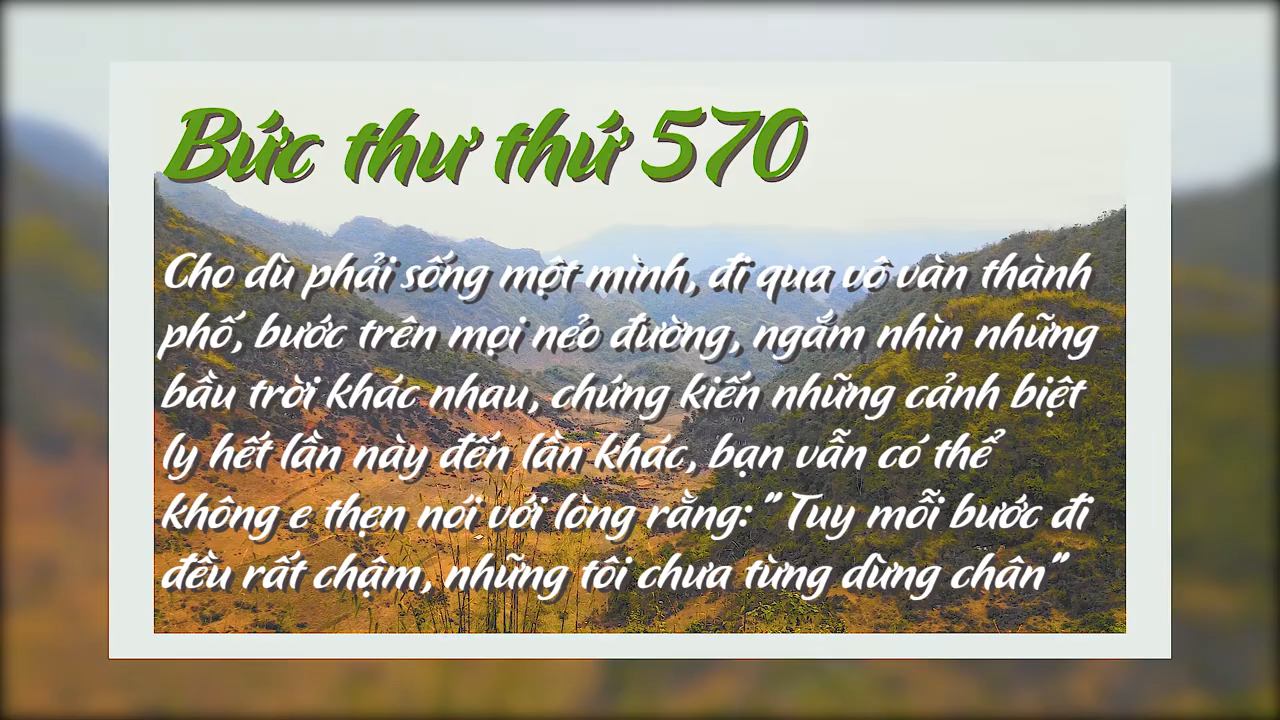 Bức thư thứ 570
Cho dù phải sống một mình, đi qua vô vàn thành
phố, bước trên mọi nẻo đường, ngắm nhìn những
bầu trời khác nhau, chứng kiến những cảnh biệt
ly hết lần này đến lần khác, bạn vẫn có thể
không e thẹn nói với lòng rằng: "Tuy mỗi bước đi
đều rất chậm, những tôi chưa từng dừng chân"